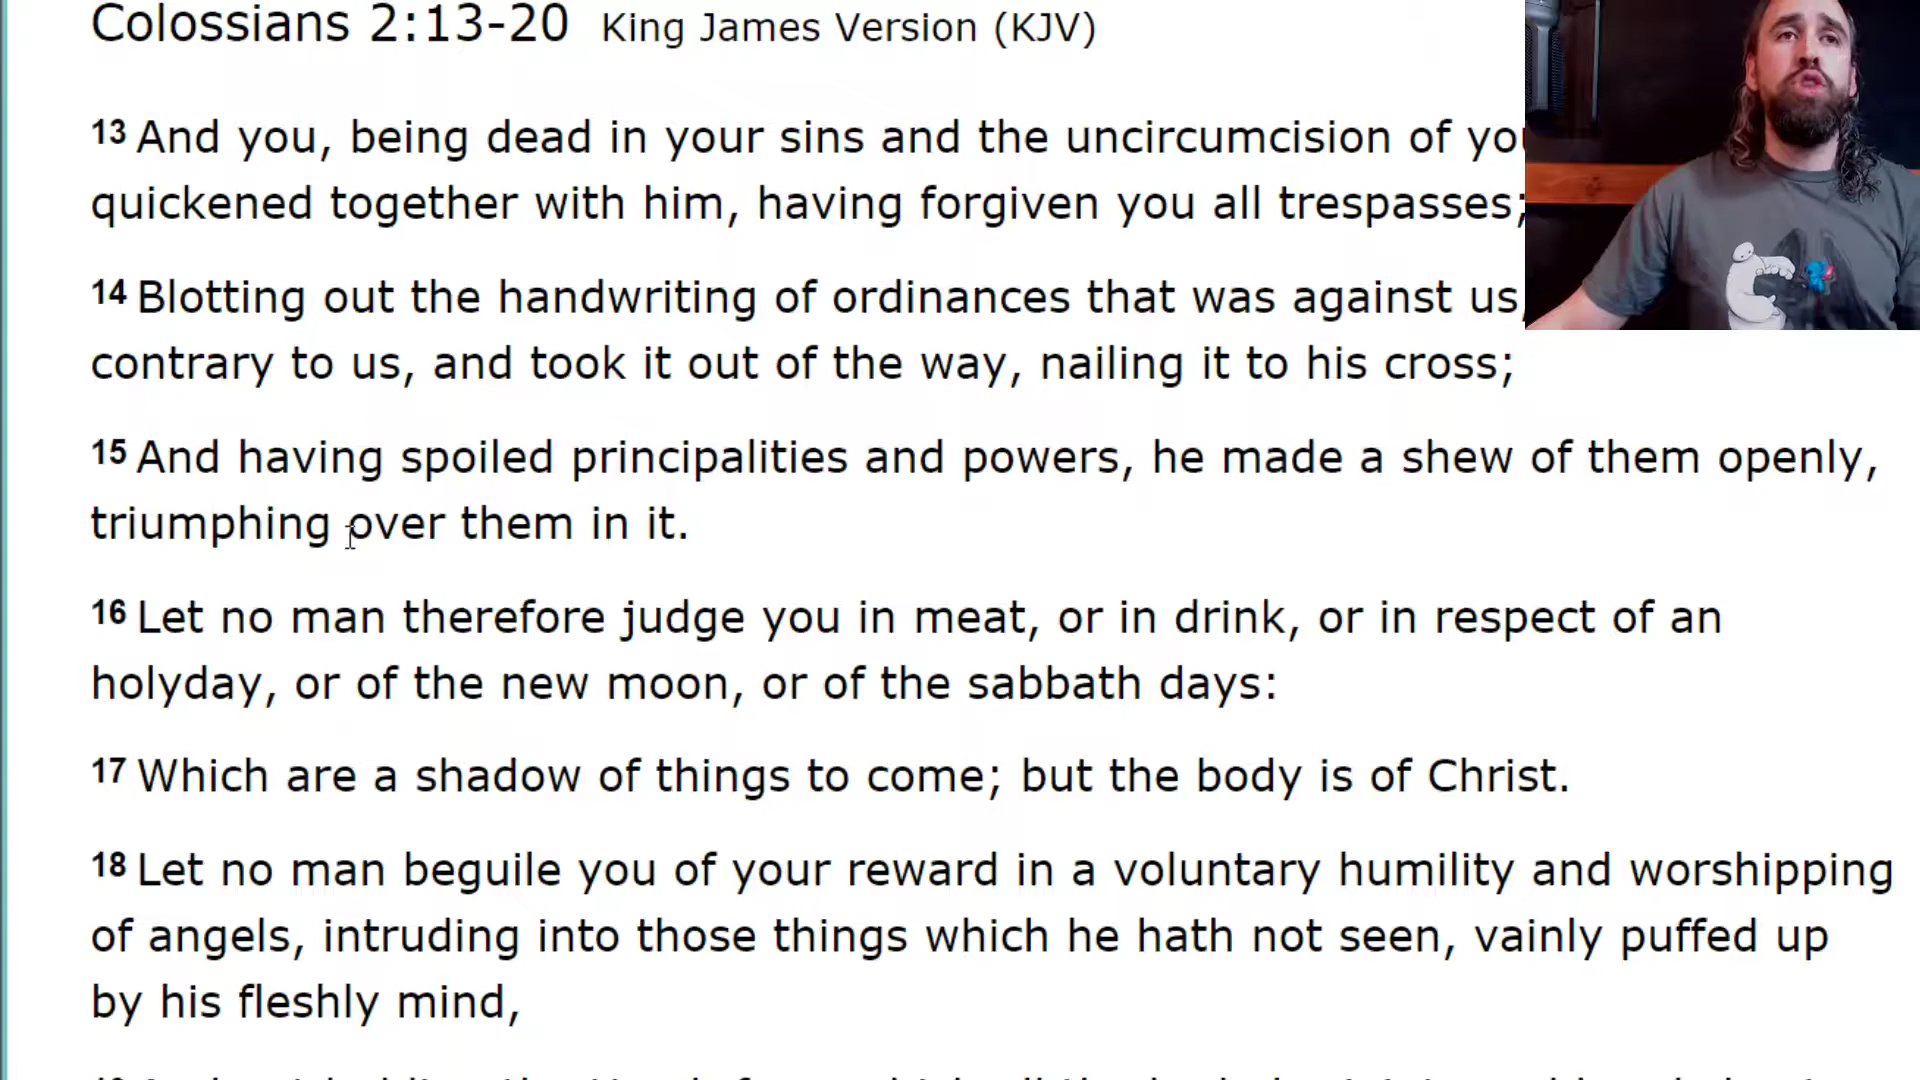 Colossians 2:13-20 King James Version (KJV)
13 And you, being dead in your sins and the uncircumcision of
quickened together with him, having forgiven you all trespasses;
14 Blotting out the handwriting of ordinances that was against us,
contrary to us, and took it out of the way, nailing it to his cross;
15 And having spoiled principalities and powers, he made a shew of them openly,
triumphing over them in it.
16 Let no man therefore judge you in meat, or in drink, or in respect of an
holyday, or of the new moon, or of the sabbath days:
17 Which are a shadow of things to come; but the body is of Christ.
18 Let no man beguile you of your reward in a voluntary humility and worshipping
of angels, intruding into those things which he hath not seen, vainly puffed up
by his fleshly mind,